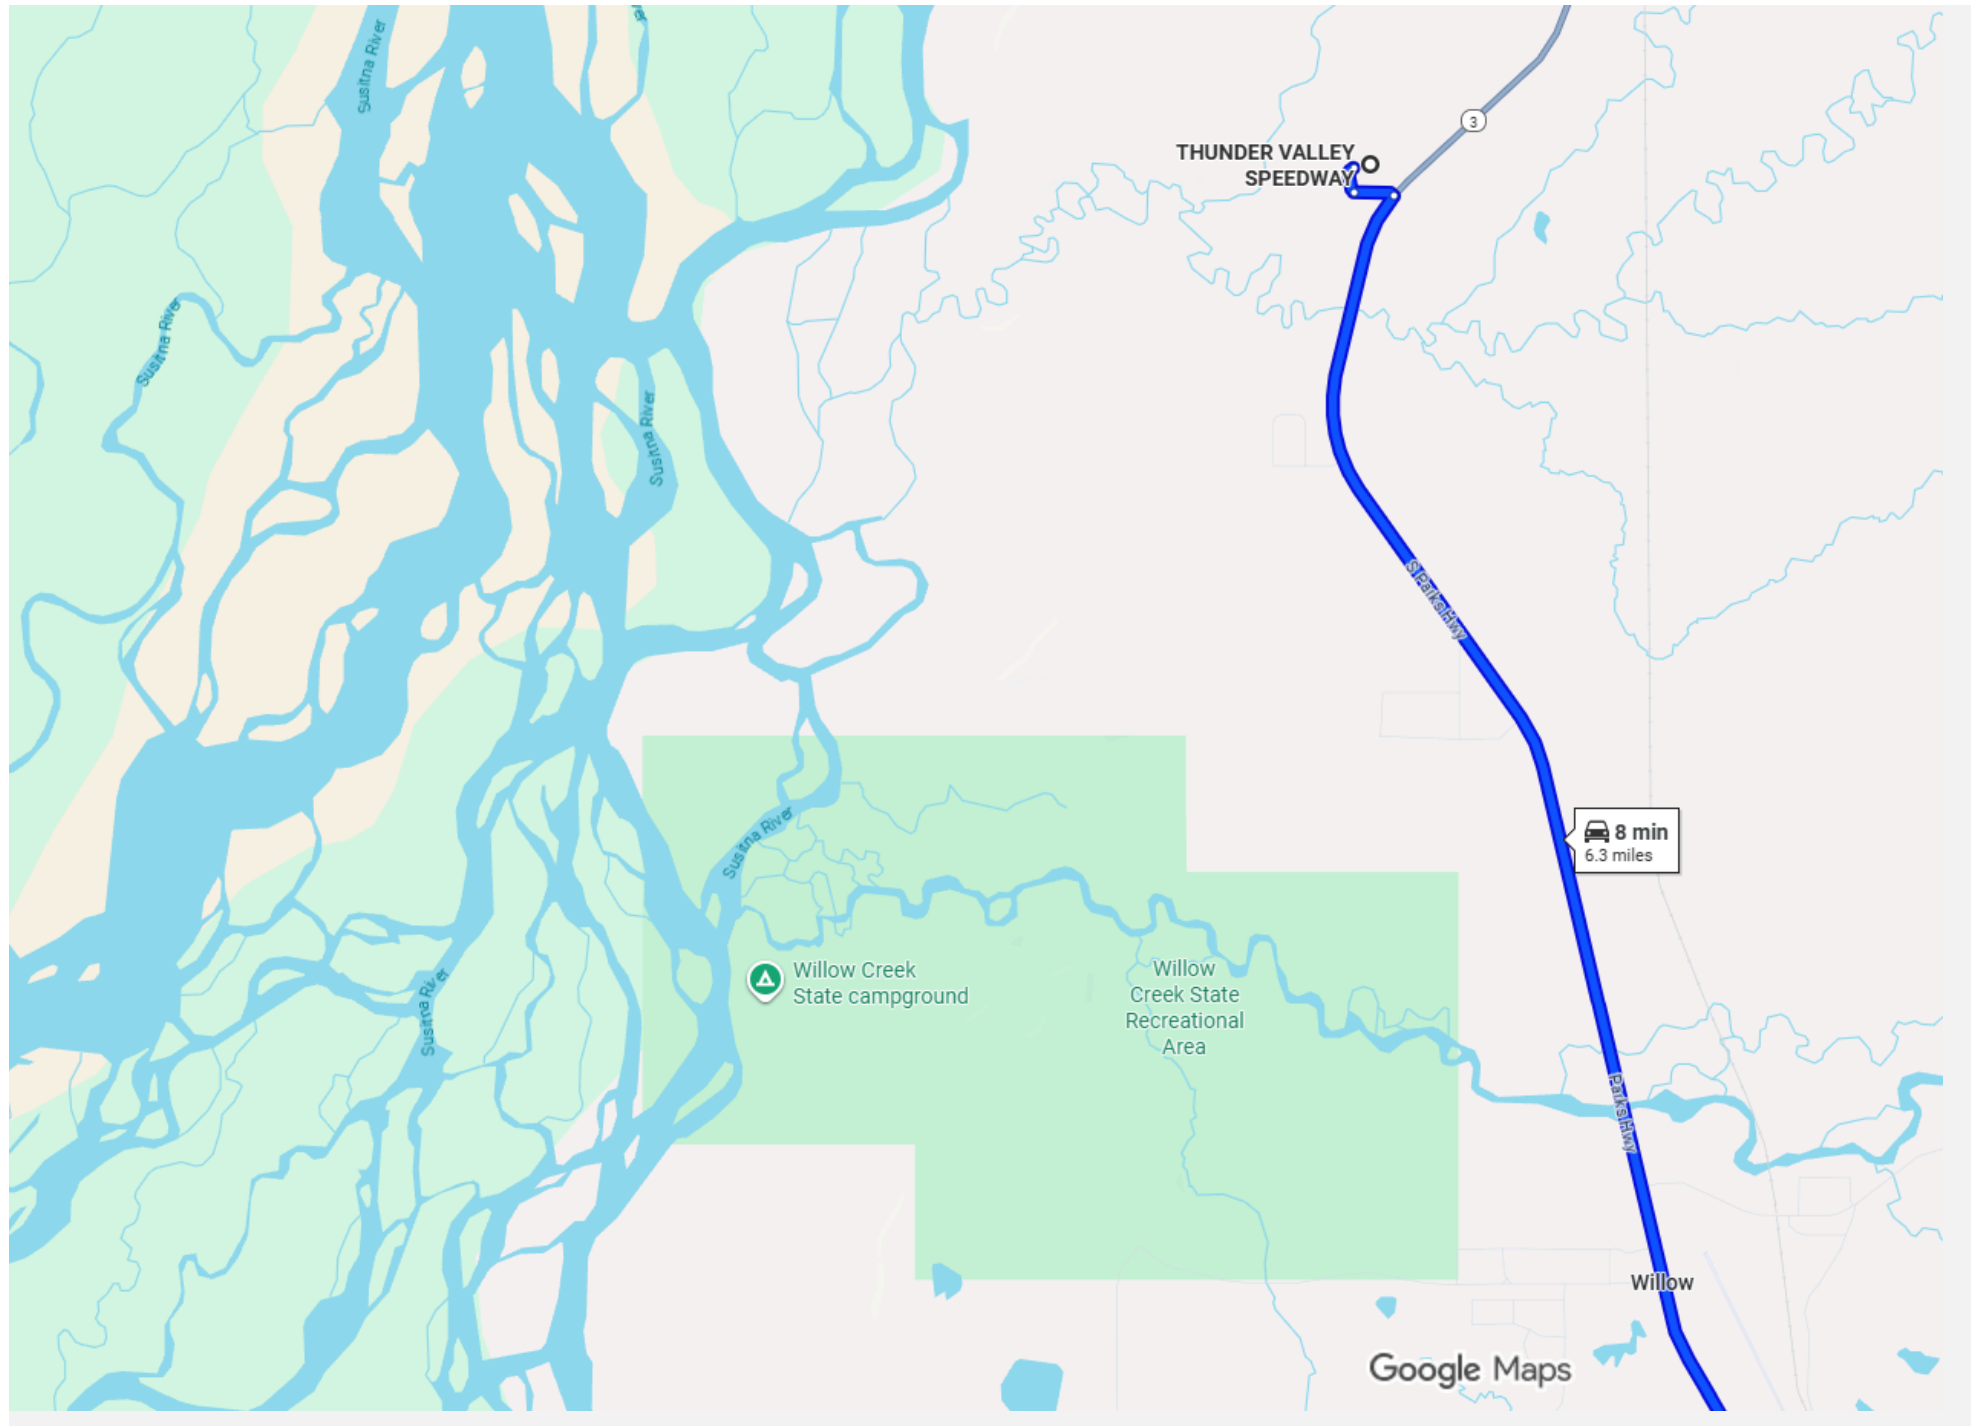 Susitna River
3
THUNDER VALLEY
SPEEDWAY
Susitna River
Susitna River
S Parks Hwy
8 min
6.3 miles
Susitna River
Willow Creek
State campground
Willow
Creek State
Recreational
Area
Susitna River
Parks Hwy
Willow
Google Maps